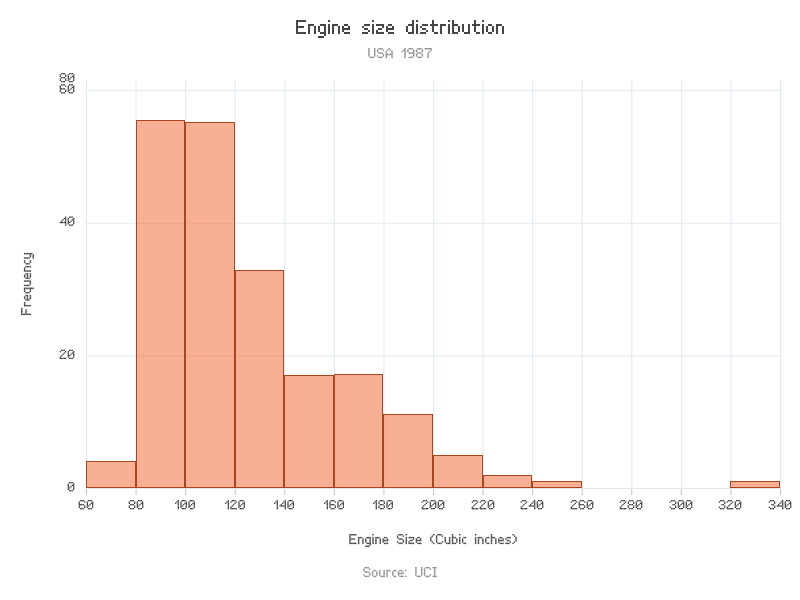 Engine size distribution
USA 1987
80
60
40
20
0
Frequency
60 80 100 120 140 160 180 200 220 240 260 280 300 320 340
Engine Size (Cubic inches)
Source: UCI